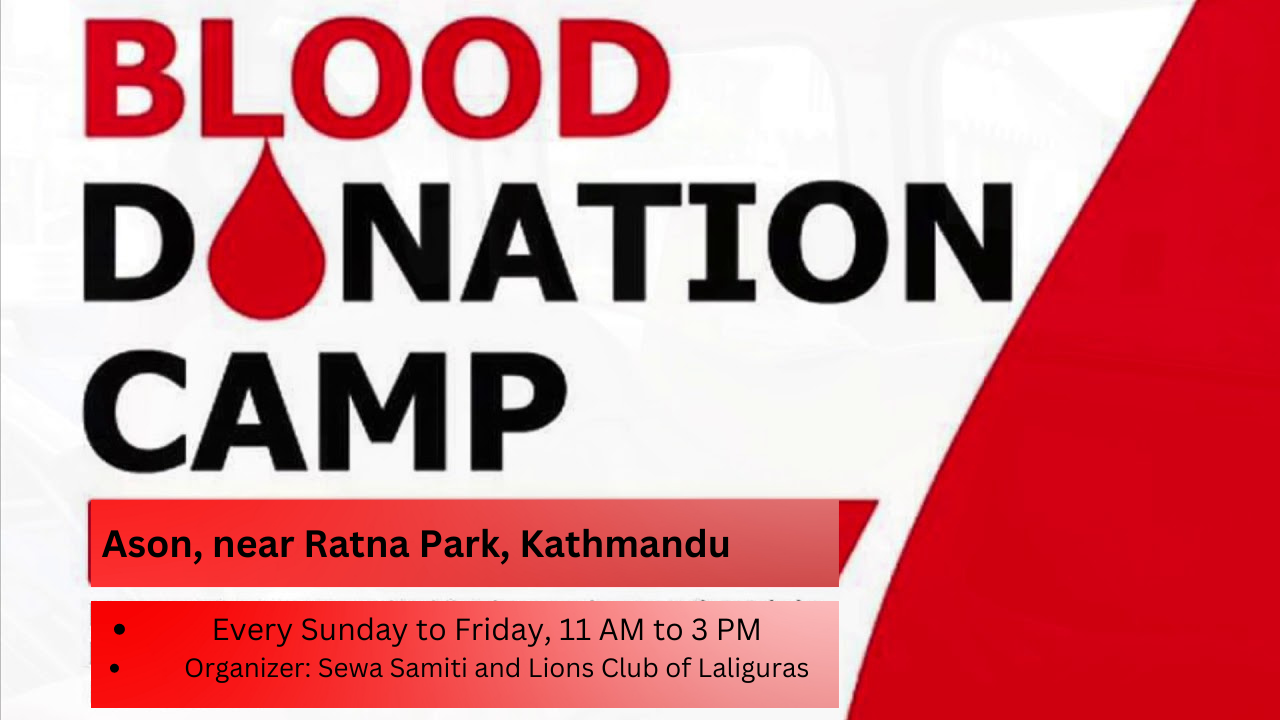 BLOOD
DONATION
CAMP
Ason, near Ratna Park, Kathmandu
• Every Sunday to Friday, 11 AM to 3 PM
• Organizer: Sewa Samiti and Lions Club of Laliguras